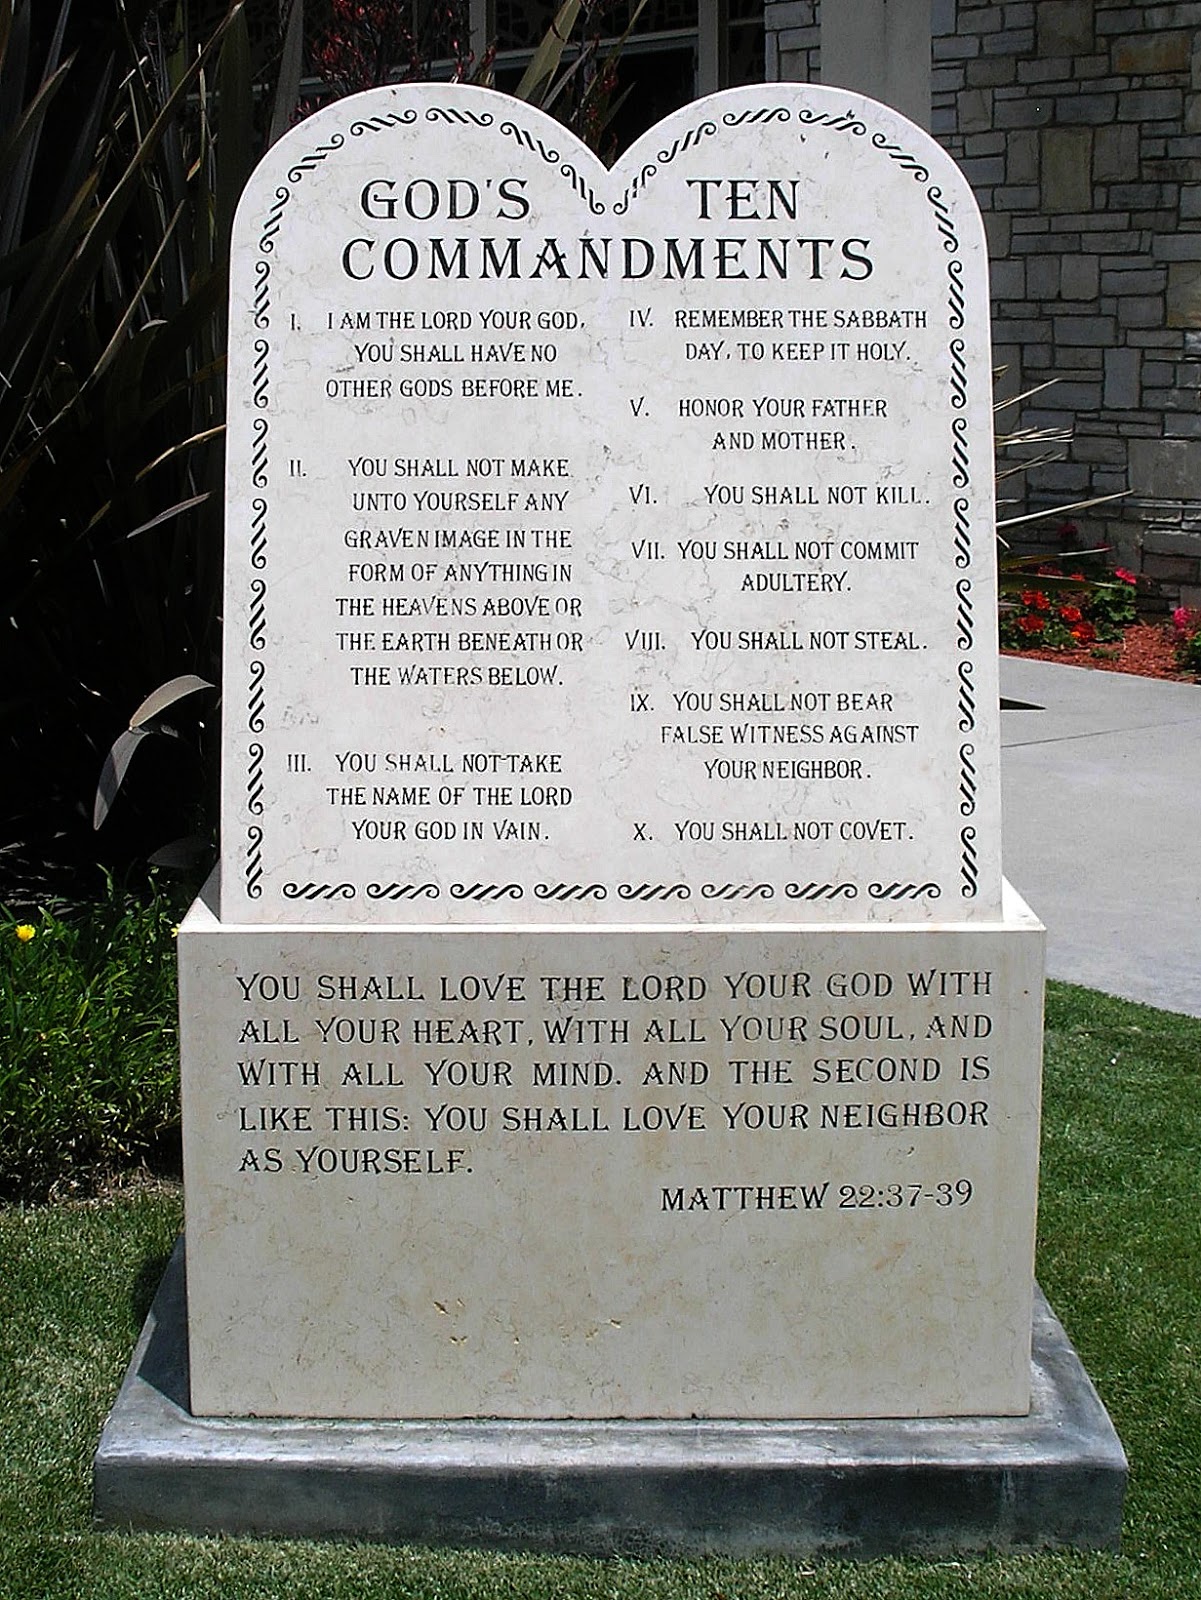 GOD'S TEN
COMMANDMENTS
I. I AM THE LORD YOUR GOD,
YOU SHALL HAVE NO
OTHER GODS BEFORE ME.
II. YOU SHALL NOT MAKE
UNTO YOURSELF ANY
GRAVEN IMAGE IN THE
FORM OF ANYTHING IN
THE HEAVENS ABOVE OR
THE EARTH BENEATH OR
THE WATERS BELOW.
III. YOU SHALL NOT TAKE
THE NAME OF THE LORD
YOUR GOD IN VAIN.
IV. REMEMBER THE SABBATH
DAY, TO KEEP IT HOLY.
V. HONOR YOUR FATHER
AND MOTHER.
VI. YOU SHALL NOT KILL.
VII. YOU SHALL NOT COMMIT
ADULTERY.
VIII. YOU SHALL NOT STEAL.
IX. YOU SHALL NOT BEAR
FALSE WITNESS AGAINST
YOUR NEIGHBOR.
X. YOU SHALL NOT COVET.
YOU SHALL LOVE THE LORD YOUR GOD WITH
ALL YOUR HEART, WITH ALL YOUR SOUL, AND
WITH ALL YOUR MIND. AND THE SECOND IS
LIKE THIS: YOU SHALL LOVE YOUR NEIGHBOR
AS YOURSELF.
MATTHEW 22:37-39